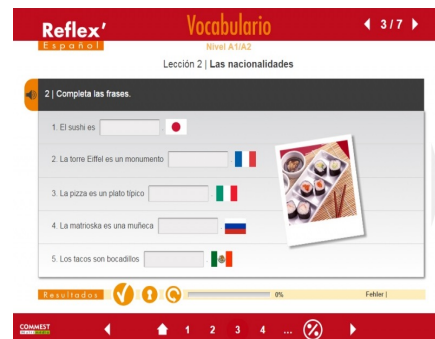 Reflex'
Español
Vocabulario
Nivel A1/A2
3 / 7
Lección 2 | Las nacionalidades
2 | Completa las frases.
1. El sushi es .
2. La torre Eiffel es un monumento .
3. La pizza es un plato típico .
4. La matrioska es una muñeca .
5. Los tacos son bocadillos .
Resultados
0%
Fehler |
COMMEST
1 2 3 4 ... %